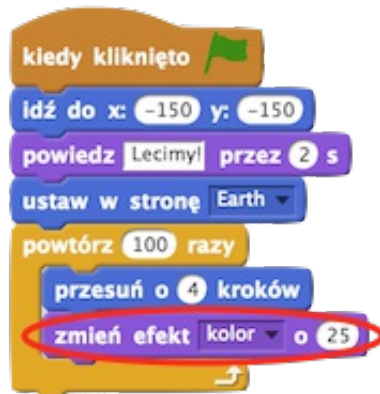 kiedy kliknięto
idź do x: -150 y: -150
powiedz Lecimy! przez 2 s
ustaw w stronę Earth
powtórz 100 razy
przesuń o 4 kroków
zmień efekt kolor o 25